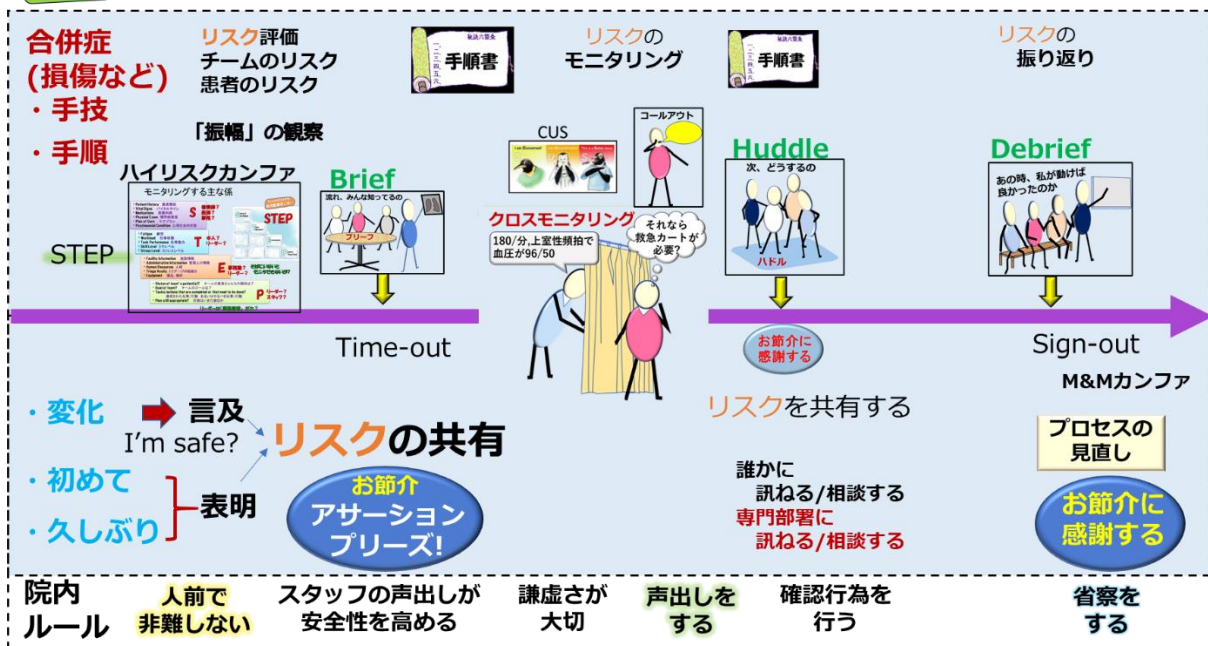 合併症
(損傷など)
・手技
・手順
リスク評価
チームのリスク
患者のリスク
手順書
リスクの
モニタリング
手順書
リスクの
振り返り
「振幅」の観察
ハイリスクカンファ
モニタリングする主な係
STEP
S
T
E
P
STEP
Brief
流れ、みんな知ってるの
ブリーフ
CUS
コールアウト
クロスモニタリング
180/分,上室性頻拍で
血圧が96/50
それなら
救急カートが
必要?
Huddle
次、どうするの
ハドル
Debrief
あの時、私が動けば
良かったのか
Time-out
お節介に
感謝する
Sign-out
M&Mカンファ
・変化
言及
I'm safe?
・初めて
・久しぶり
表明
リスクの共有
お節介
アサーション
プリーズ!
リスクを共有する
誰かに
訊ねる/相談する
専門部署に
訊ねる/相談する
プロセスの
見直し
お節介に
感謝する
院内
ルール
人前で
非難しない
スタッフの声出しが
安全性を高める
謙虚さが
大切
声出しを
する
確認行為を
行う
省察を
する